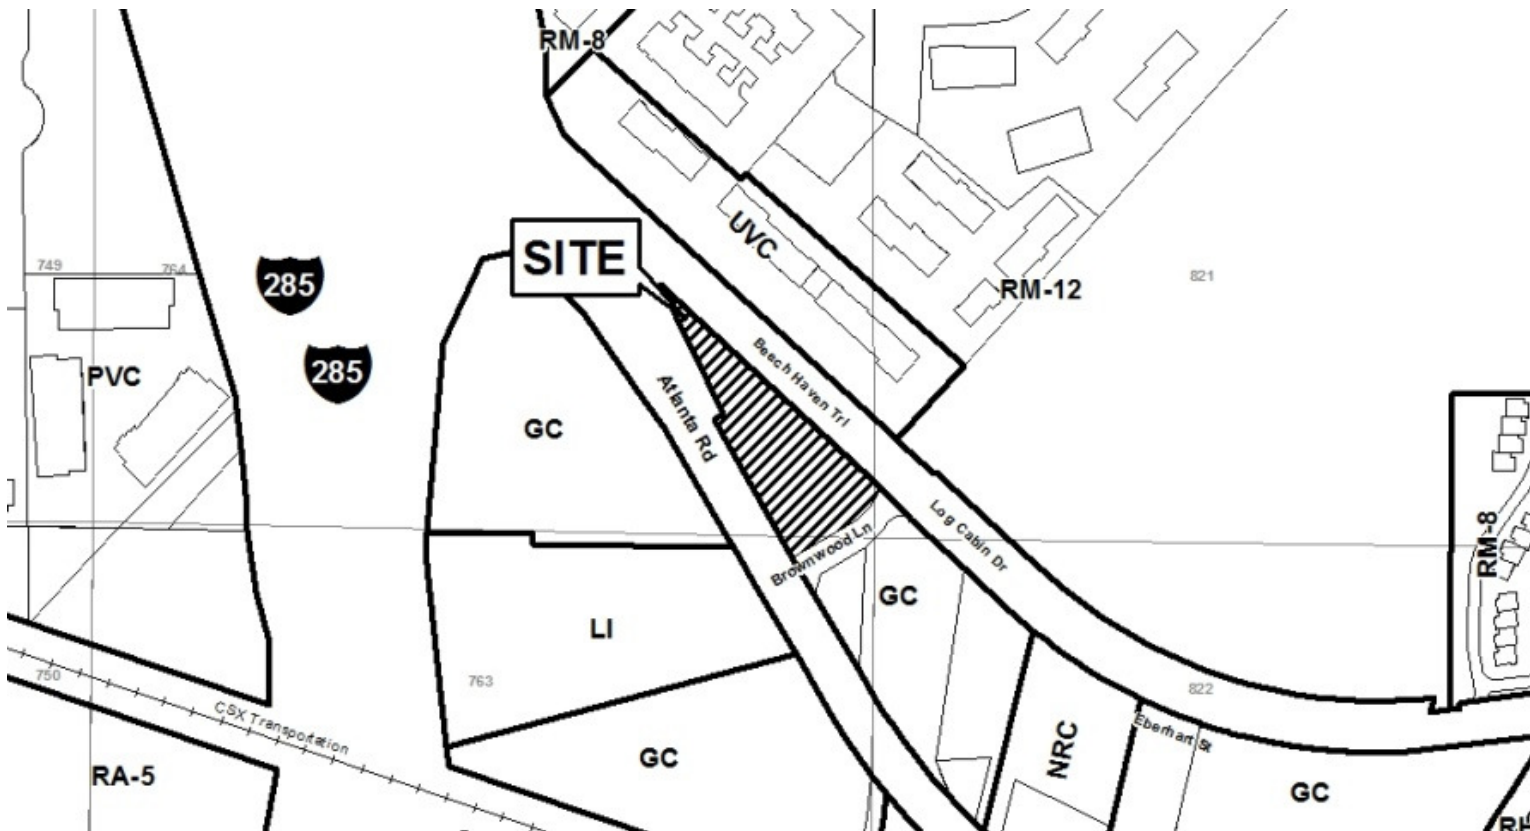 RM-8
UVC
SITE
749
764
285
RM-12
821
285
PVC
Beach Haven Trl
Atlanta Rd
GC
Log Cabin Dr
Brownwood Ln
RM-8
GC
LI
750
763
822
CSX Transportation
Eberhart St
NRC
GC
RA-5
GC